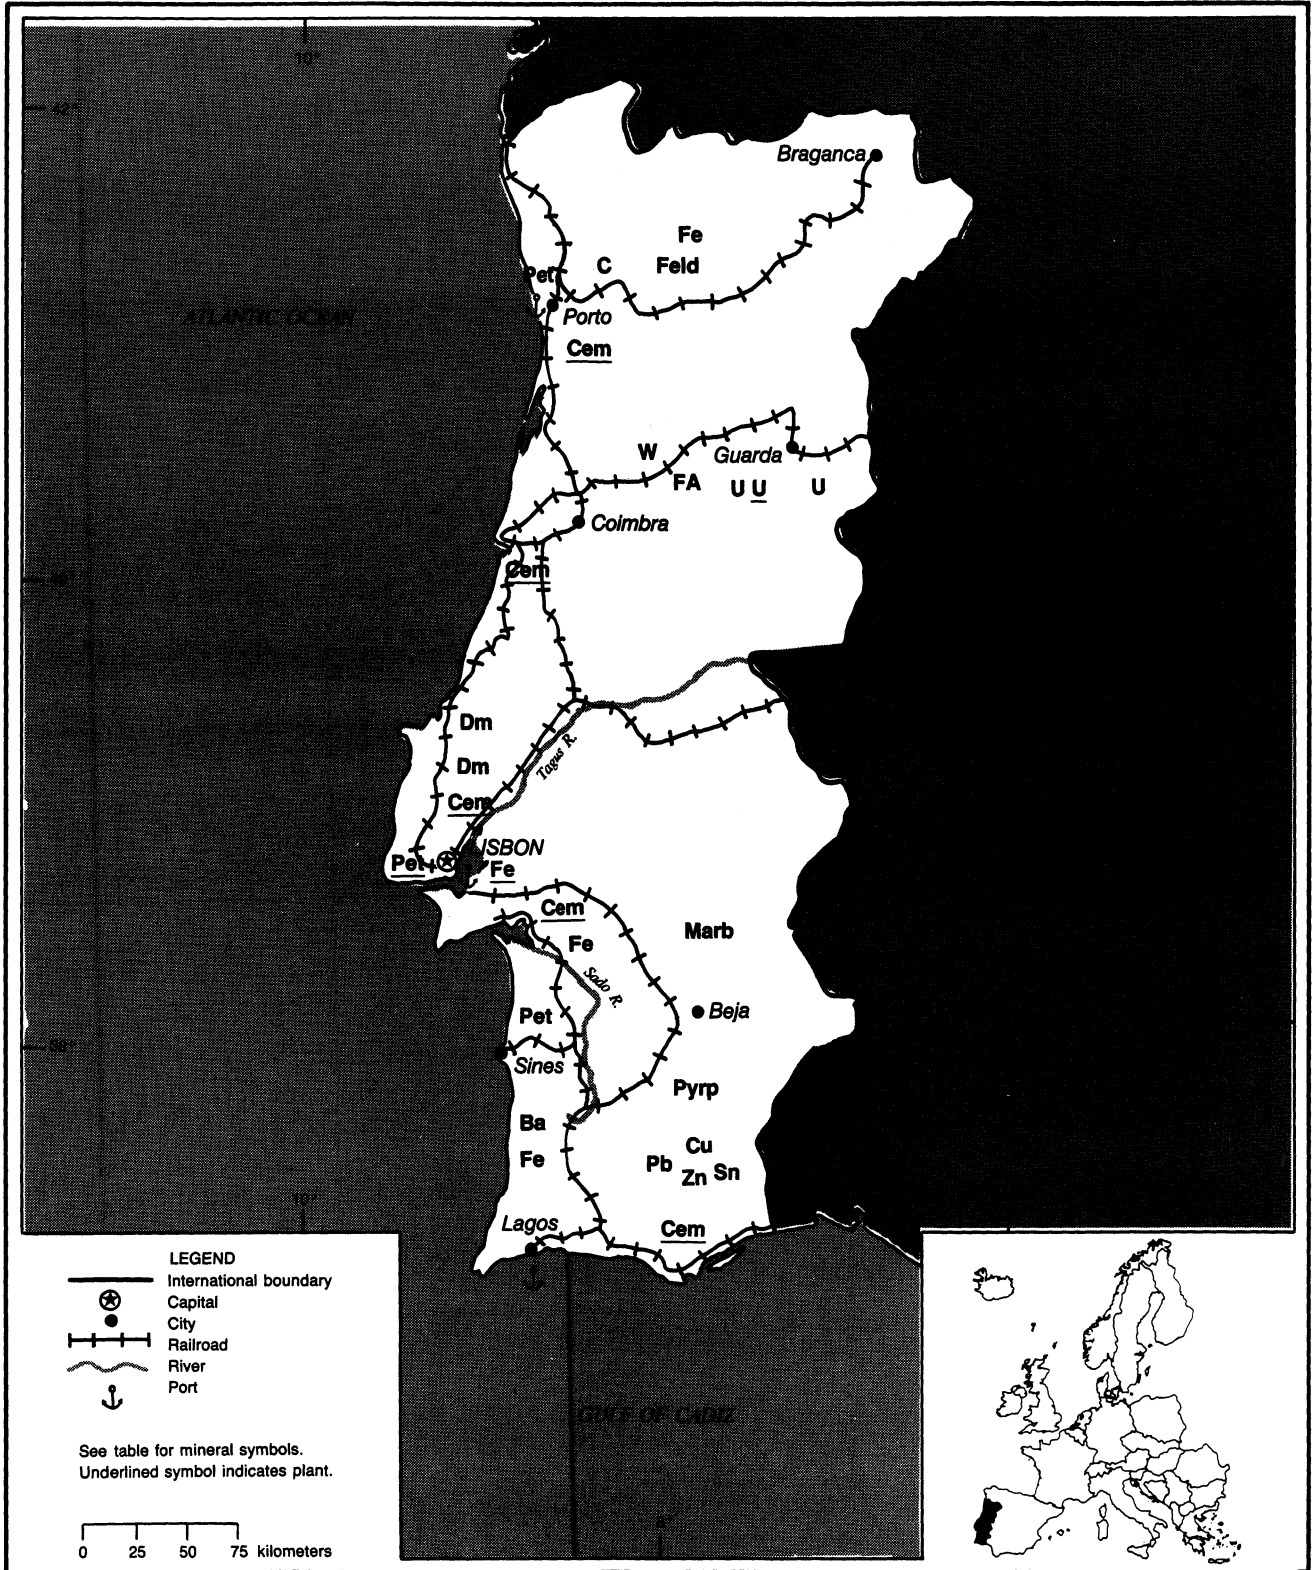 10°
42°
Braganca
Fe
C
Feld
Pet
ATLANTIC OCEAN
Porto
Cem
W
Guarda
FA
U
U
U
Coimbra
Cem
40°
Dm
Tagus R.
Dm
Cem
LISBON
Pet
Fe
Cem
Marb
Fe
Sado R.
Pet
Beja
38°
Sines
Pyrp
Ba
Cu
Fe
Pb
Zn
Sn
10°
Lagos
Cem
LEGEND
International boundary
Capital
City
Railroad
River
Port
GULF OF CADIZ
See table for mineral symbols.
Underlined symbol indicates plant.
0 25 50 75 kilometers